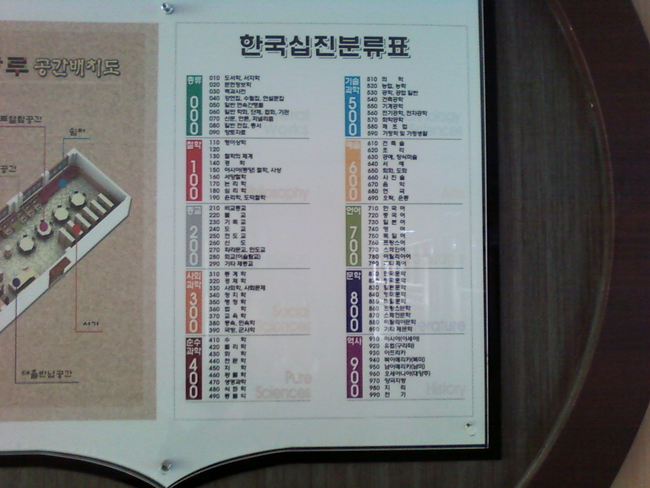 루 공간배치도
쉼터
서가
한국십진분류표
총류
000
010 도서학, 서지학
020 문헌정보학
030 백과사전
040 강연집, 수필집, 연설문집
050 일반 연속간행물
060 일반 학회, 단체, 협회, 기관
070 신문, 언론, 저널리즘
080 일반 전집, 총서
090 향토자료
철학
100
110 형이상학
120
130 철학의 체계
140 경 학
150 아시아(동양) 철학, 사상
160 서양철학
170 논 리 학
180 심 리 학
190 윤리학, 도덕철학
종교
200
210 비교종교
220 불 교
230 기 독 교
240 도 교
250 천 도 교
260 신 도
270 파라문교, 인도교
280 회교(이슬람교)
290 기타 제종교
사회과학
300
310 통 계 학
320 경 제 학
330 사회학, 사회문제
340 정 치 학
350 행 정 학
360 법 학
370 교 육 학
380 풍속, 민속학
390 국방, 군사학
Social
순수과학
400
410 수 학
420 물 리 학
430 화 학
440 천 문 학
450 지 학
460 광 물 학
470 생명과학
480 식 물 학
490 동 물 학
Pure Sciences
기술과학
500
510 의 학
520 농업, 농학
530 공학, 공업 일반
540 건축공학
550 기계공학
560 전기공학, 전자공학
570 화학공학
580 제 조 업
590 가정학 및 가정생활
600
610 건 축 술
620 조 각
630 공예, 장식미술
640 서 예
650 회화, 도화
660 사 진 술
670 음 악
680 연 극
690 오락, 운동
언어
700
710 한 국 어
720 중 국 어
730 일 본 어
740 영 어
750 독 일 어
760 프랑스어
770 스페인어
780 이탈리아어
790 기타 제어
문학
800
810 한국문학
820 중국문학
830 일본문학
840 영미문학
850 독일문학
860 프랑스문학
870 스페인문학
880 이탈리아문학
890 기타 제문학
역사
900
910 아시아(아세아)
920 유럽(구라파)
930 아프리카
940 북아메리카(북미)
950 남아메리카(남미)
960 오세아니아(대양주)
970 양극지방
980 지 리
990 전 기
History